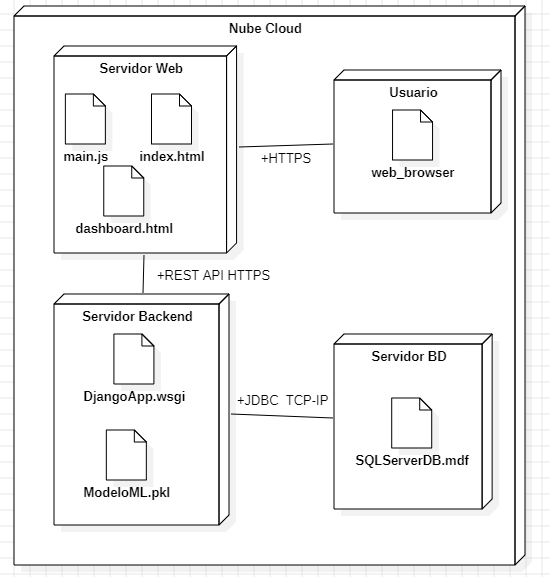 Nube Cloud
Servidor Web
main.js
index.html
dashboard.html
+HTTPS
Usuario
web_browser
+REST API HTTPS
Servidor Backend
DjangoApp.wsgi
ModeloML.pkl
+JDBC  TCP-IP
Servidor BD
SQLServerDB.mdf